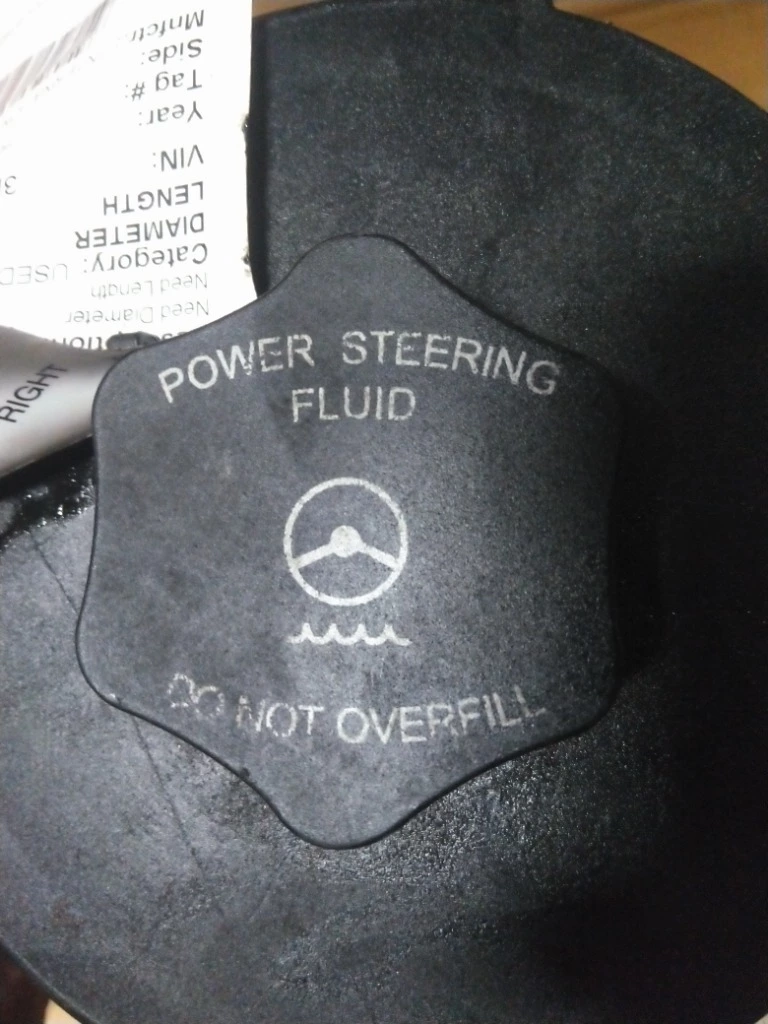 POWER STEERING
FLUID
DO NOT OVERFILL
RIGHT
Need Diameter
Need Length
Category: USED
DIAMETER
LENGTH
VIN:
Year:
Tag #:
Side: